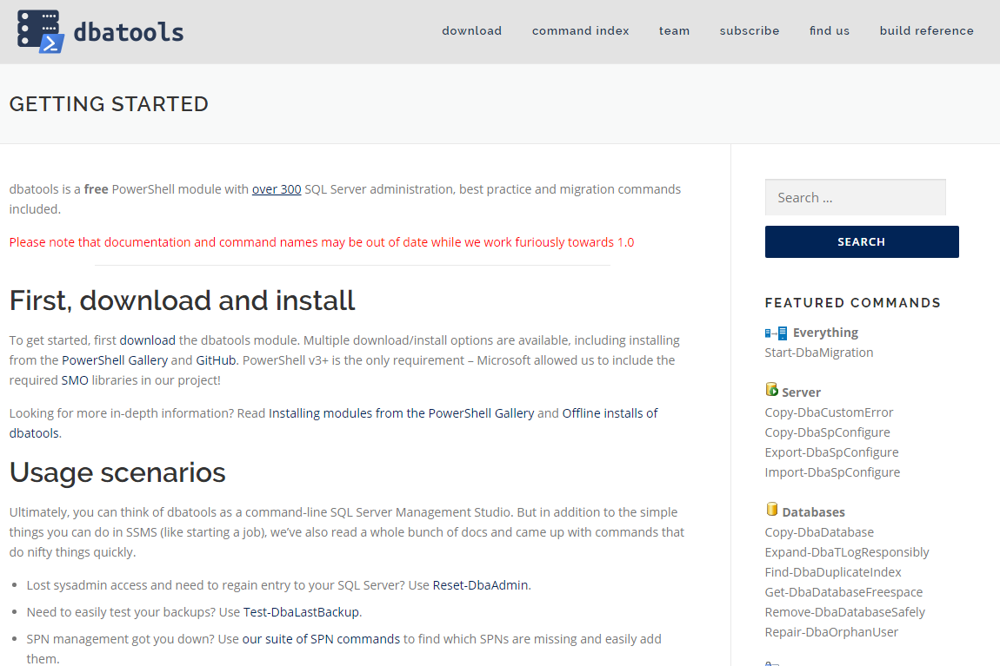 dbatools
download command index team subscribe find us build reference
GETTING STARTED
dbatools is a free PowerShell module with over 300 SQL Server administration, best practice and migration commands
included.
Please note that documentation and command names may be out of date while we work furiously towards 1.0
First, download and install
To get started, first download the dbatools module. Multiple download/install options are available, including installing
from the PowerShell Gallery and GitHub. PowerShell v3+ is the only requirement – Microsoft allowed us to include the
required SMO libraries in our project!
Looking for more in-depth information? Read Installing modules from the PowerShell Gallery and Offline installs of
dbatools.
Usage scenarios
Ultimately, you can think of dbatools as a command-line SQL Server Management Studio. But in addition to the simple
things you can do in SSMS (like starting a job), we’ve also read a whole bunch of docs and came up with commands that
do nifty things quickly.
• Lost sysadmin access and need to regain entry to your SQL Server? Use Reset-DbaAdmin.
• Need to easily test your backups? Use Test-DbaLastBackup.
• SPN management got you down? Use our suite of SPN commands to find which SPNs are missing and easily add
them.
Search ...
SEARCH
FEATURED COMMANDS
Everything
Start-DbaMigration
Server
Copy-DbaCustomError
Copy-DbaSpConfigure
Export-DbaSpConfigure
Import-DbaSpConfigure
Databases
Copy-DbaDatabase
Expand-DbaTLogResponsibly
Find-DbaDuplicateIndex
Get-DbaDatabaseFreespace
Remove-DbaDatabaseSafely
Repair-DbaOrphanUser